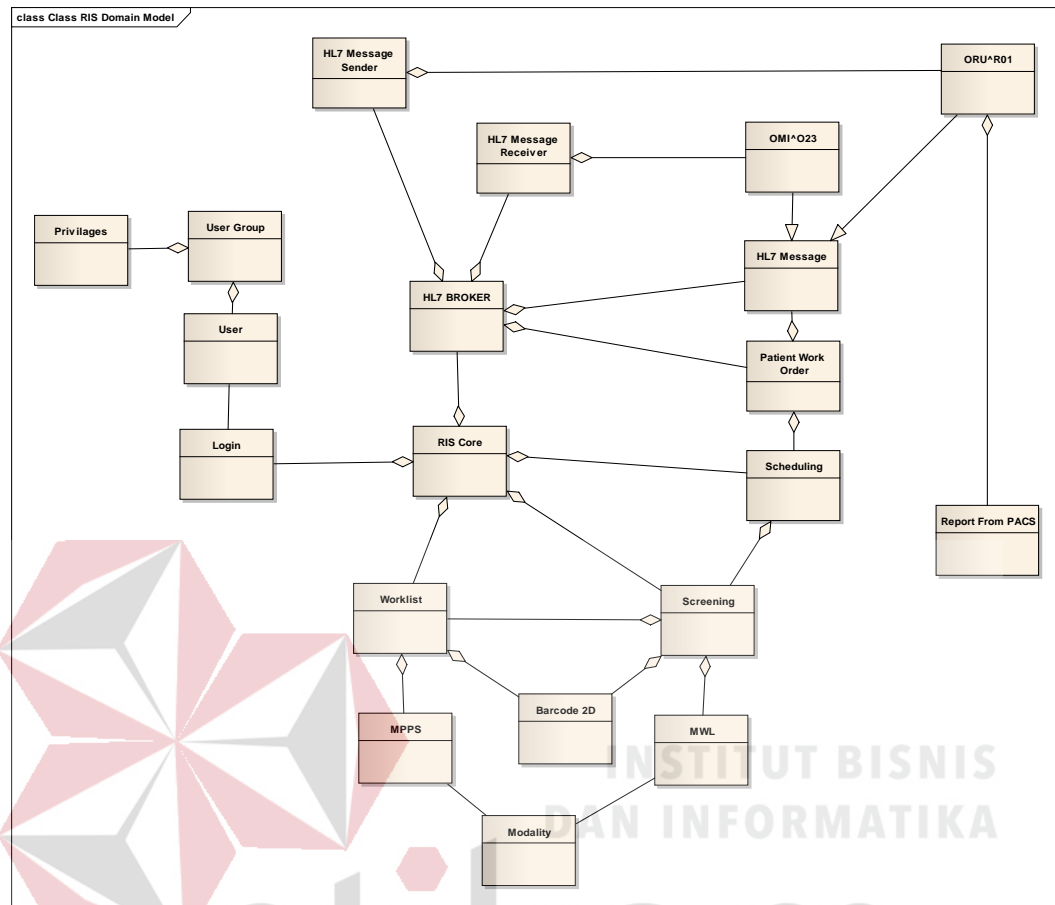 class Class RIS Domain Model
HL7 Message
Sender
ORU^R01
HL7 Message
Receiver
OMI^O23
Privilages
User Group
HL7 Message
HL7 BROKER
User
Patient Work
Order
Login
RIS Core
Scheduling
Report From PACS
Worklist
Screening
Barcode 2D
MPPS
MWL
Modality
INSTITUT BISNIS
DAN INFORMATIKA